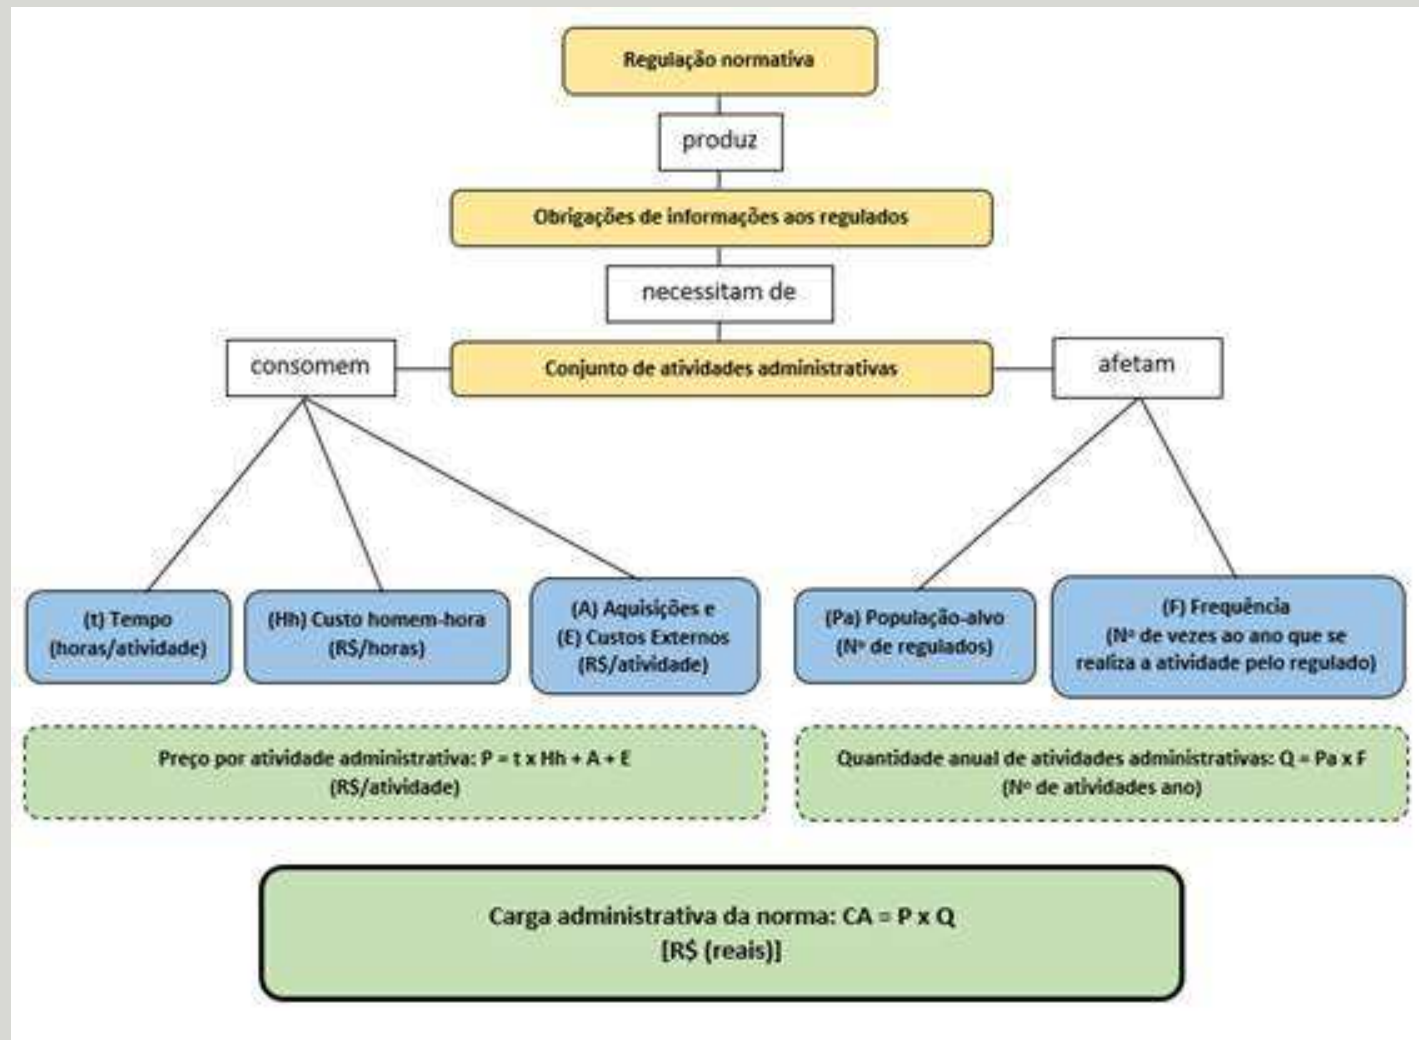 Regulação normativa
produz
Obrigações de informações aos regulados
necessitam de
consomem
Conjunto de atividades administrativas
afetam
(t) Tempo
(horas/atividade)
(Hh) Custo homem-hora
(R$/horas)
(A) Aquisições e
(E) Custos Externos
(R$/atividade)
(Pa) População-alvo
(Nº de regulados)
(F) Frequência
(Nº de vezes ao ano que se
realiza a atividade pelo regulado)
Preço por atividade administrativa: P = t x Hh + A + E
(R$/atividade)
Quantidade anual de atividades administrativas: Q = Pa x F
(Nº de atividades ano)
Carga administrativa da norma: CA = P x Q
[R$ (reais)]